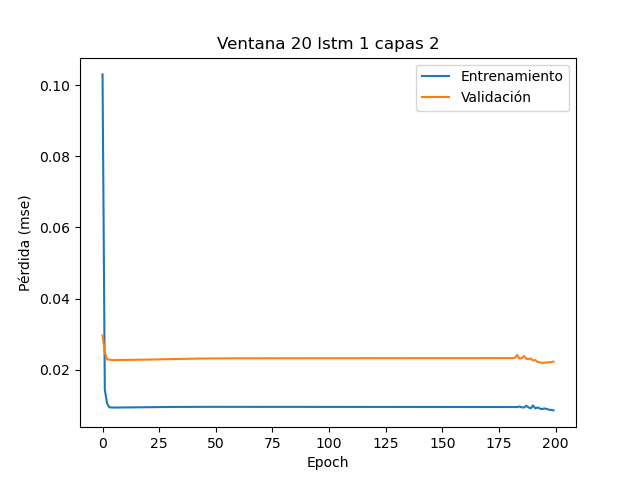 Ventana 20 lstm 1 capas 2
Entrenamiento
Validación
Pérdida (mse)
0.10
0.08
0.06
0.04
0.02
0 25 50 75 100 125 150 175 200
Epoch